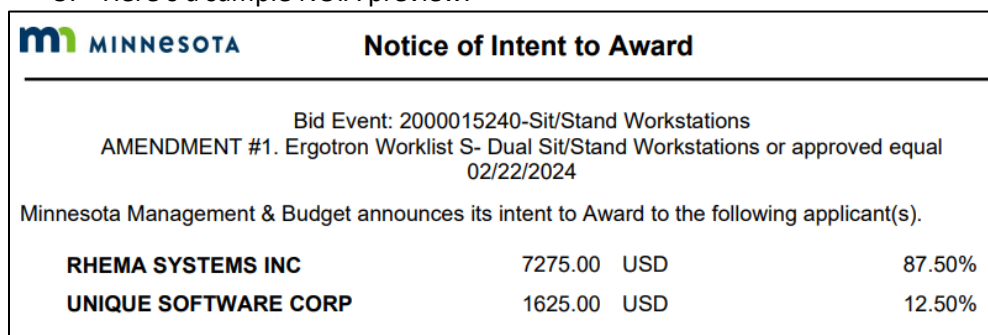 MINNESOTA Notice of Intent to Award
Bid Event: 2000015240-Sit/Stand Workstations
AMENDMENT #1. Ergotron Worklist S- Dual Sit/Stand Workstations or approved equal
02/22/2024
Minnesota Management & Budget announces its intent to Award to the following applicant(s).
RHEMA SYSTEMS INC 7275.00 USD 87.50%
UNIQUE SOFTWARE CORP 1625.00 USD 12.50%